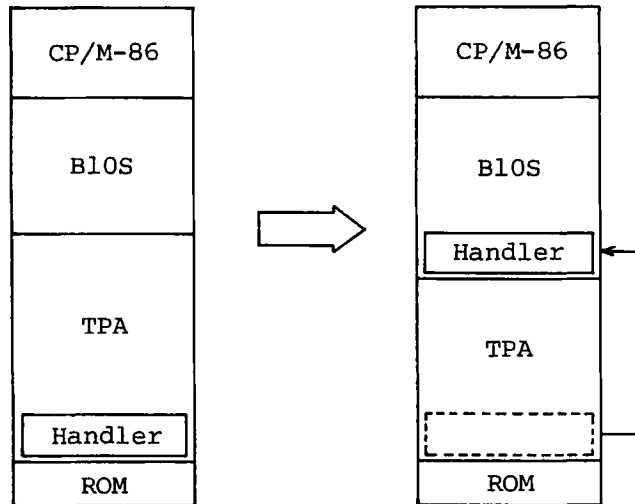 CP/M-86
B1OS
TPA
Handler
ROM
CP/M-86
B1OS
Handler
TPA
ROM